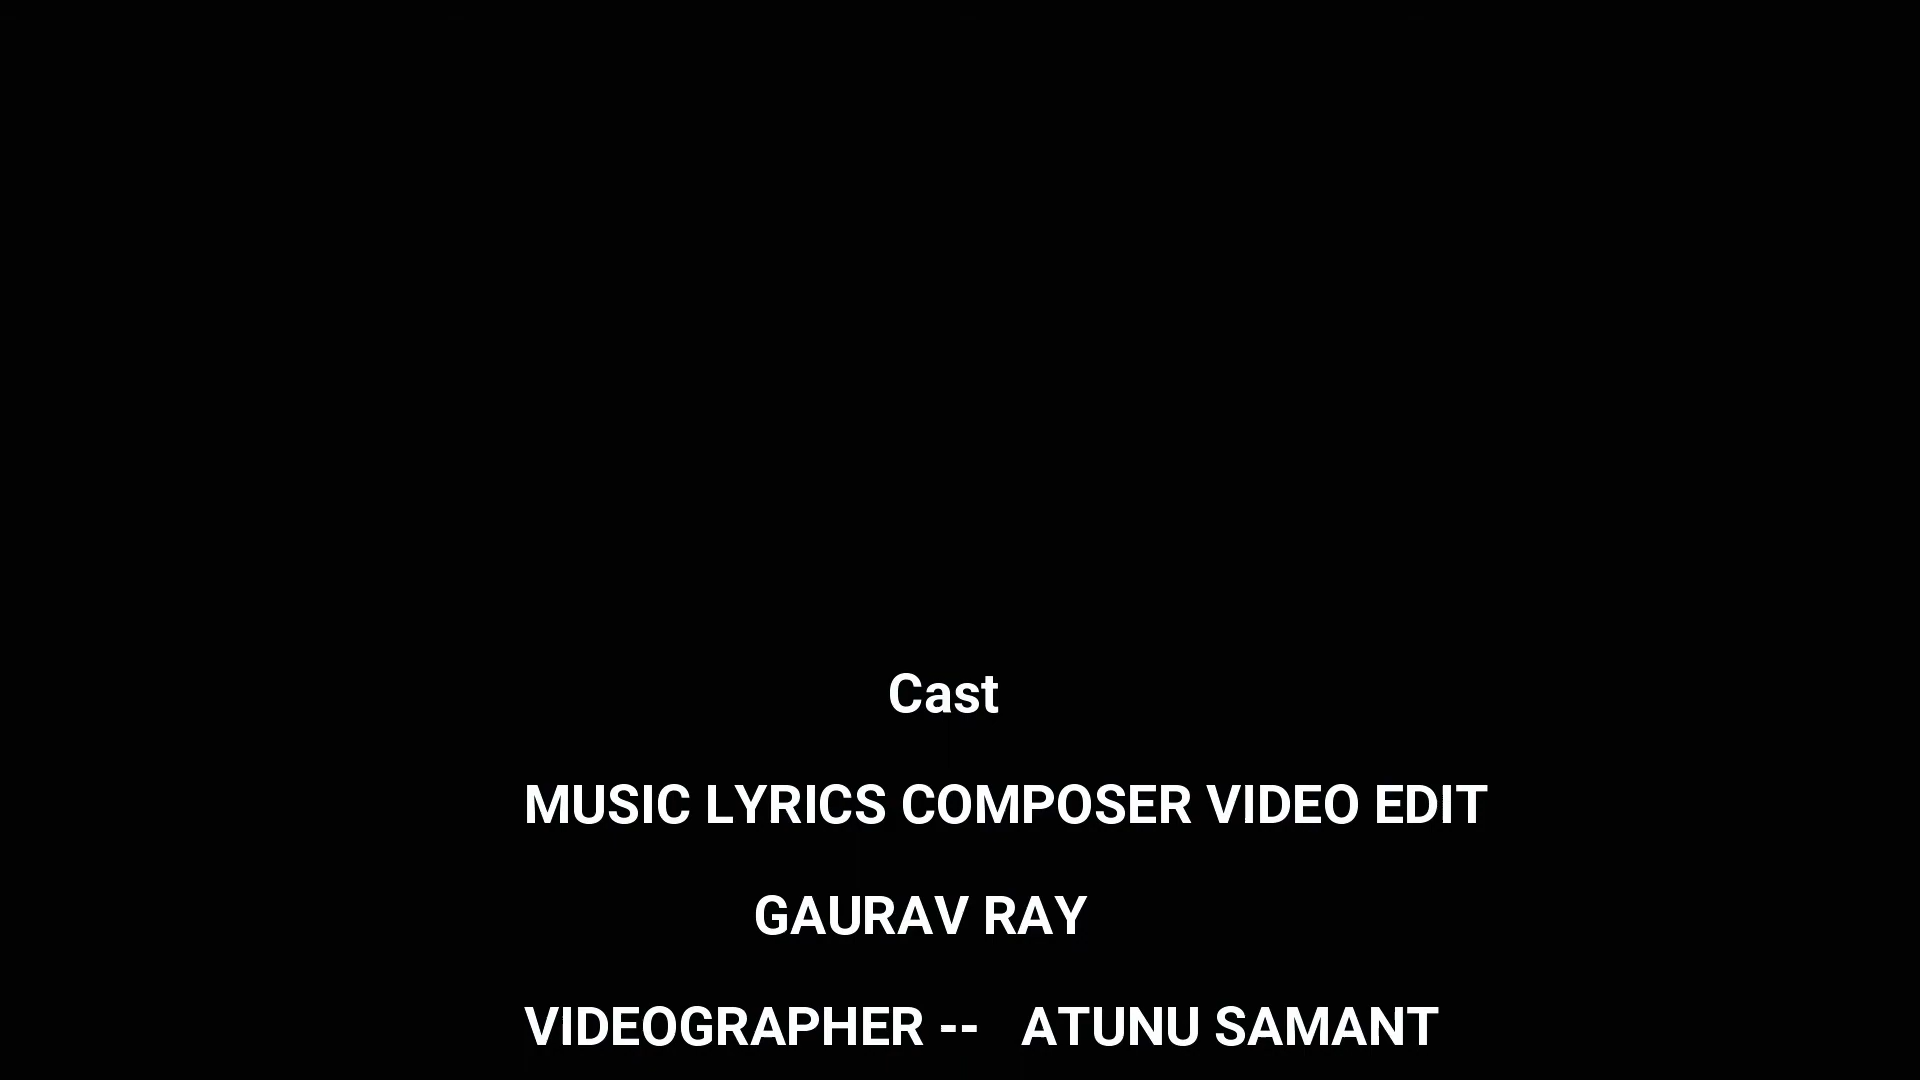 Cast
MUSIC LYRICS COMPOSER VIDEO EDIT
GAURAV RAY
VIDEOGRAPHER -- ATUNU SAMANT